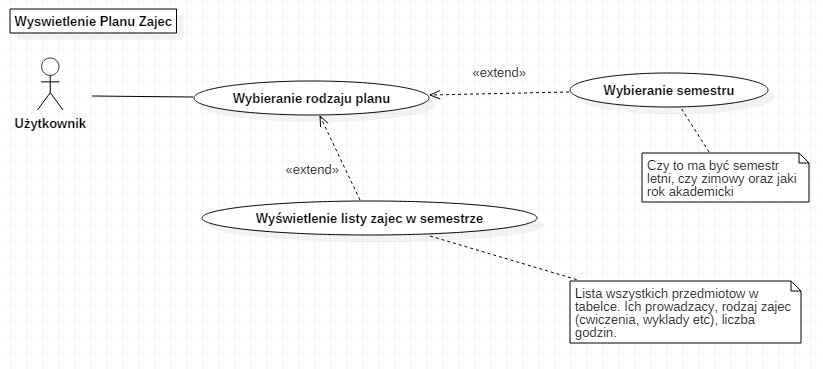 Wyswietlenie Planu Zajec
«extend»
Wybieranie rodzaju planu
Wybieranie semestru
Użytkownik
Czy to ma być semestr
letni, czy zimowy oraz jaki
rok akademicki
«extend»
Wyświetlenie listy zajec w semestrze
Lista wszystkich przedmiotow w
tabelce. Ich prowadzacy, rodzaj zajec
(cwiczenia, wyklady etc), liczba
godzin.